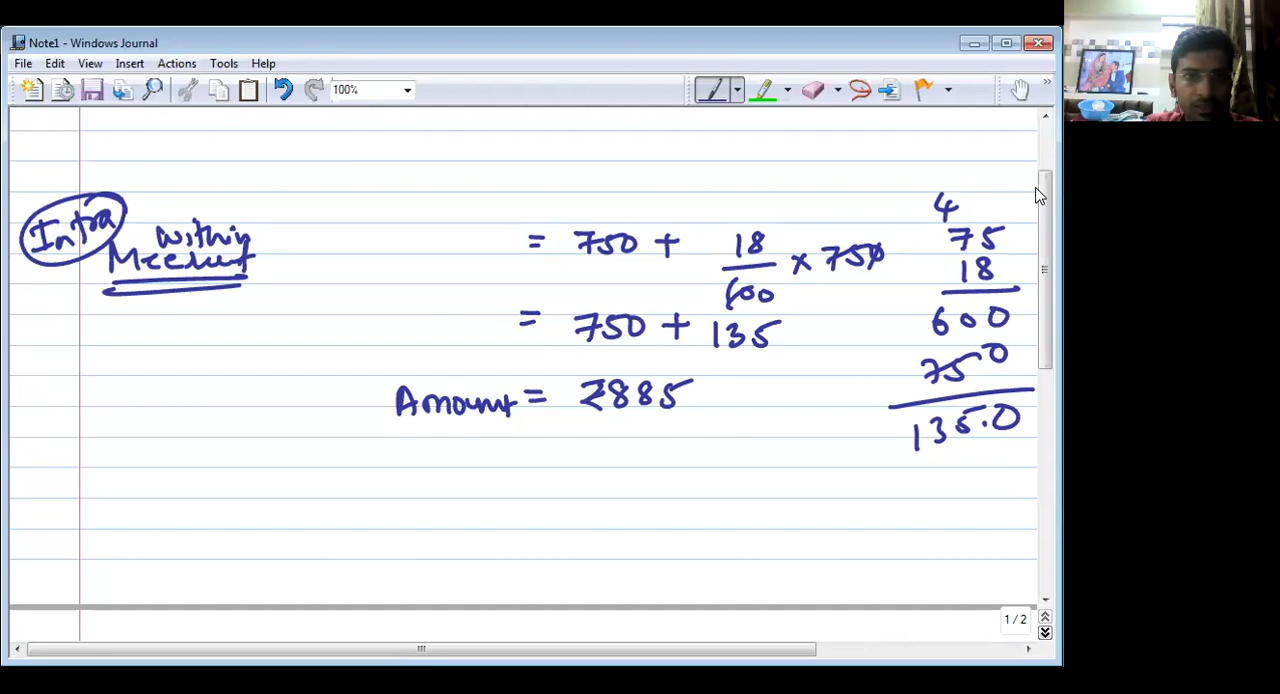 Note1 - Windows Journal
File Edit View Insert Actions Tools Help
100%
Intra
within
Meerut
= 750 + 18/100 × 750
= 750 + 135
Amount = ₹885
4
75
18
600
750
135.0
1 / 2